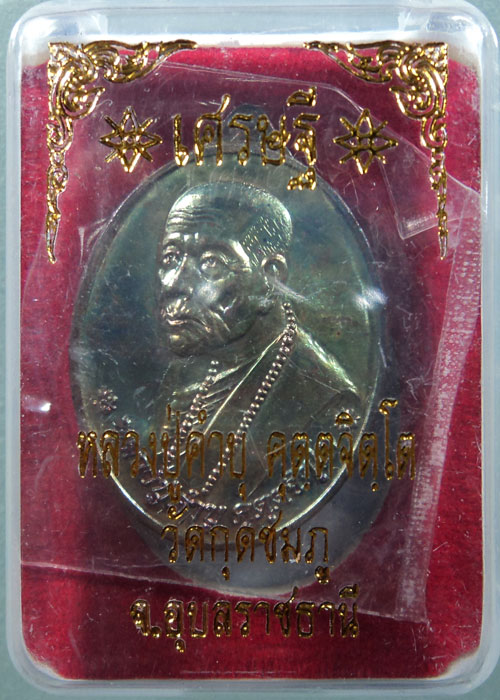 เศรษฐี
หลวงปู่คำบุ คุตฺตจิตฺโต
วัดกุดชมภู
จ.อุบลราชธานี